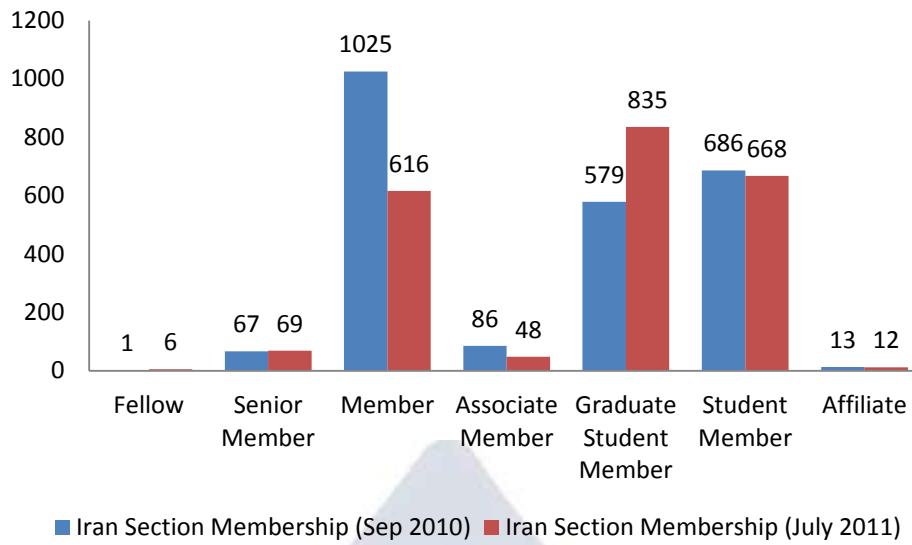 1200
1000
800
600
400
200
0
1 6
67 69
1025 616
86 48
579 835
686 668
13 12
Fellow
Senior
Member
Member
Associate
Member
Graduate
Student
Member
Student
Member
Affiliate
Iran Section Membership (Sep 2010) Iran Section Membership (July 2011)